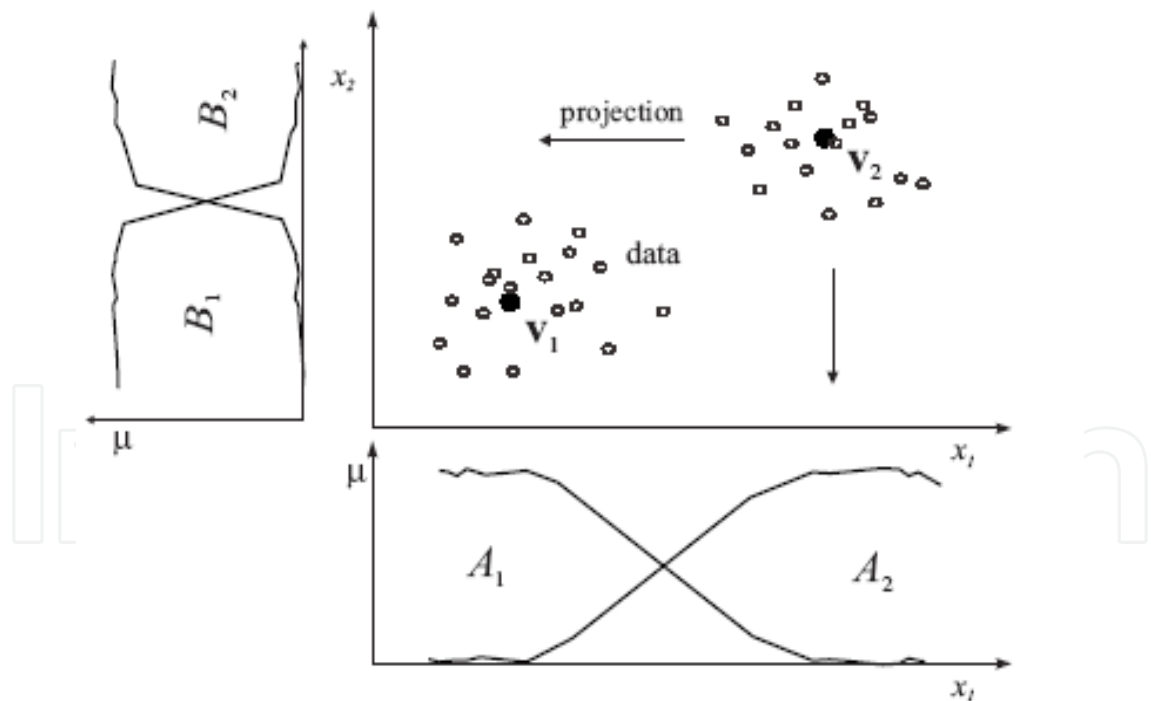 x₂
B₂
projection
v₂
data
B₁
v₁
μ
x₁
μ
A₁
A₂
x₁